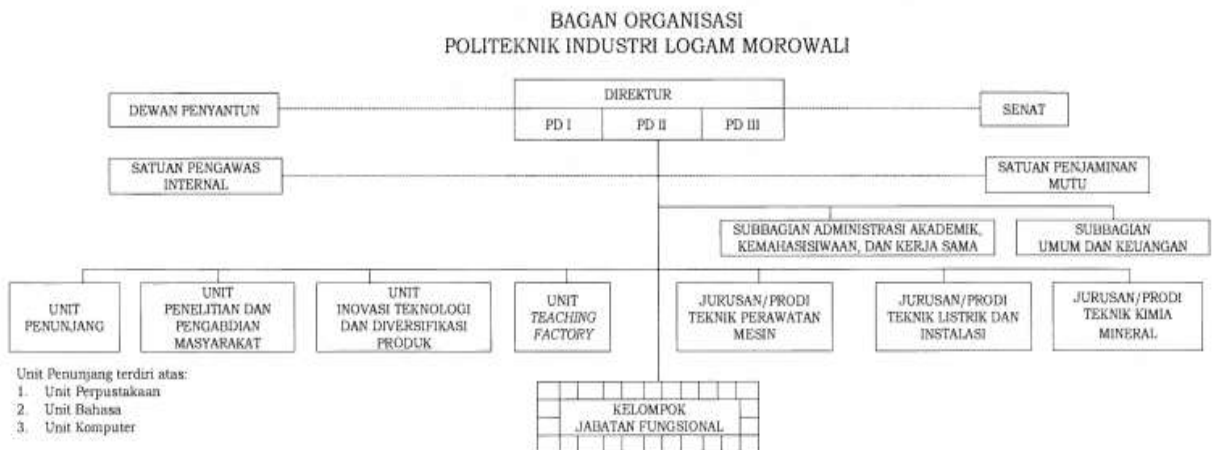 BAGAN ORGANISASI
POLITEKNIK INDUSTRI LOGAM MOROWALI
DEWAN PENYANTUN
DIREKTUR
PD I
PD II
PD III
SENAT
SATUAN PENGAWAS
INTERNAL
SATUAN PENJAMINAN
MUTU
SUBBAGIAN ADMINISTRASI AKADEMIK,
KEMAHASISIWAAN, DAN KERJA SAMA
SUBBAGIAN
UMUM DAN KEUANGAN
UNIT
PENUNJANG
UNIT
PENELITIAN DAN
PENGABDIAN
MASYARAKAT
UNIT
INOVASI TEKNOLOGI
DAN DIVERSIFIKASI
PRODUK
UNIT
TEACHING
FACTORY
JURUSAN/PRODI
TEKNIK PERAWATAN
MESIN
JURUSAN/PRODI
TEKNIK LISTRIK DAN
INSTALASI
JURUSAN/PRODI
TEKNIK KIMIA
MINERAL
Unit Penunjang terdiri atas:
1. Unit Perpustakaan
2. Unit Bahasa
3. Unit Komputer
KELOMPOK
JABATAN FUNGSIONAL